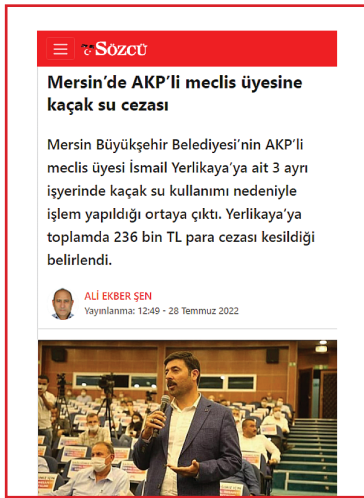 Sözcü
Mersin’de AKP’li meclis üyesine
kaçak su cezası
Mersin Büyükşehir Belediyesi’nin AKP’li
meclis üyesi İsmail Yerlikaya’ya ait 3 ayrı
işyerinde kaçak su kullanımı nedeniyle
işlem yapıldığı ortaya çıktı. Yerlikaya’ya
toplamda 236 bin TL para cezası kesildiği
belirlendi.
ALİ EKBER ŞEN
Yayınlanma: 12:49 - 28 Temmuz 2022